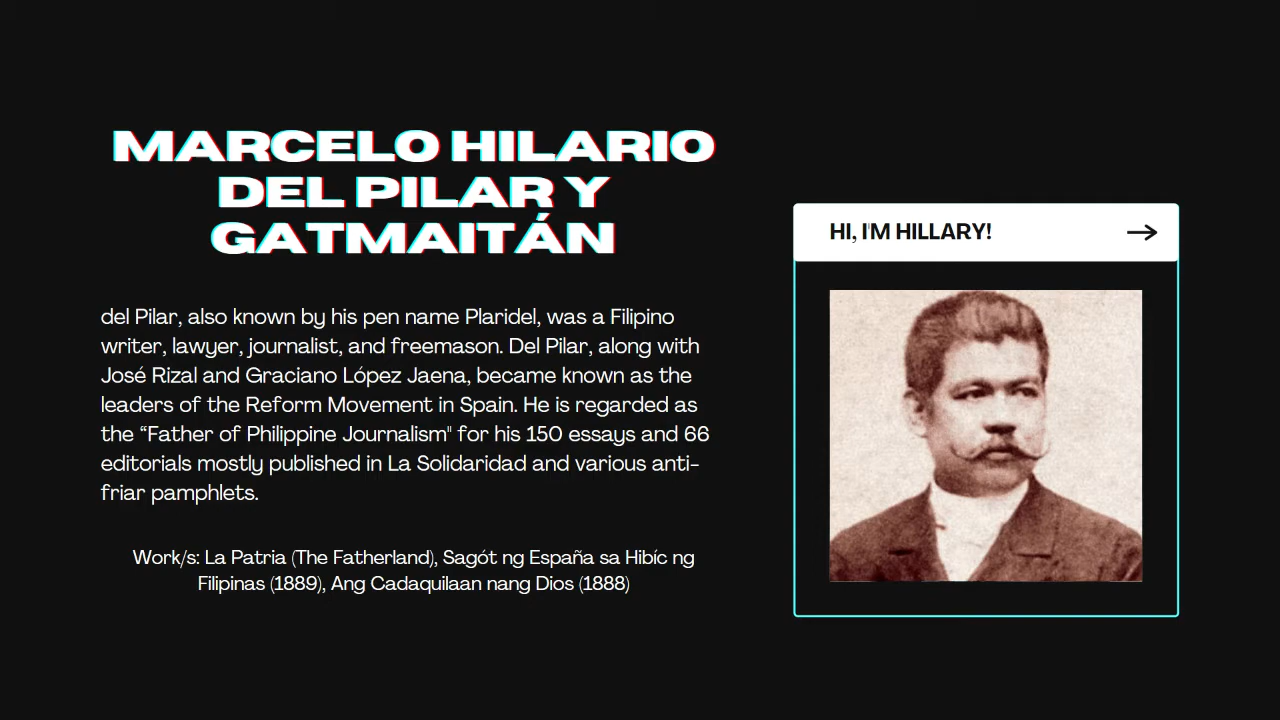 MARCELO HILARIO
DEL PILAR Y
GATMAITÁN
del Pilar, also known by his pen name Plaridel, was a Filipino
writer, lawyer, journalist, and freemason. Del Pilar, along with
José Rizal and Graciano López Jaena, became known as the
leaders of the Reform Movement in Spain. He is regarded as
the “Father of Philippine Journalism" for his 150 essays and 66
editorials mostly published in La Solidaridad and various anti-
friar pamphlets.
Work/s: La Patria (The Fatherland), Sagót ng España sa Hibíc ng
Filipinas (1889), Ang Cadaquilaan nang Dios (1888)
HI, I'M HILLARY!